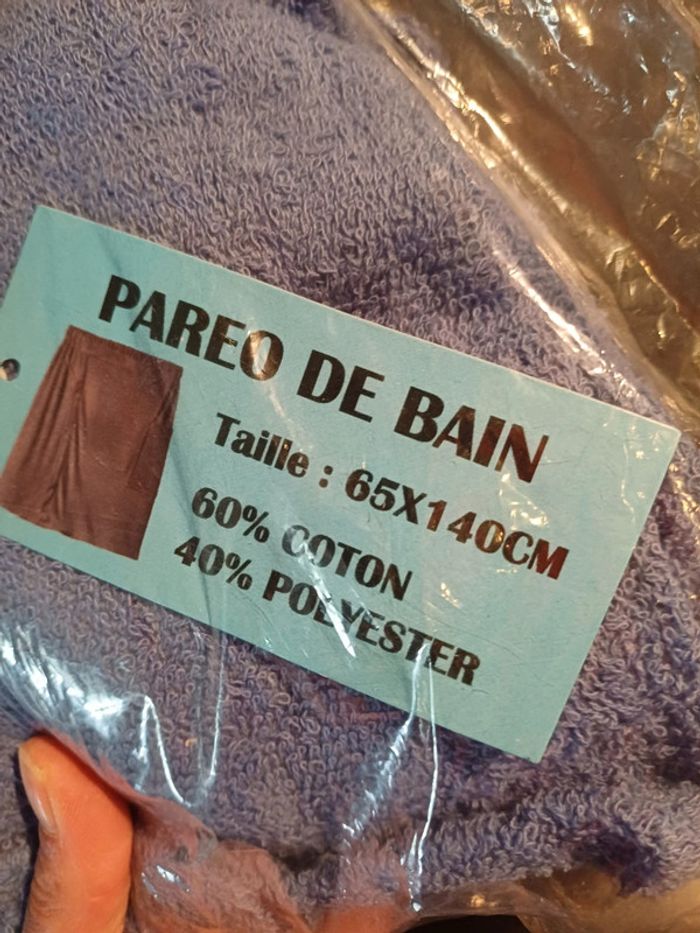 PAREO DE BAIN
Taille : 65X140CM
60% COTON
40% POLYESTER